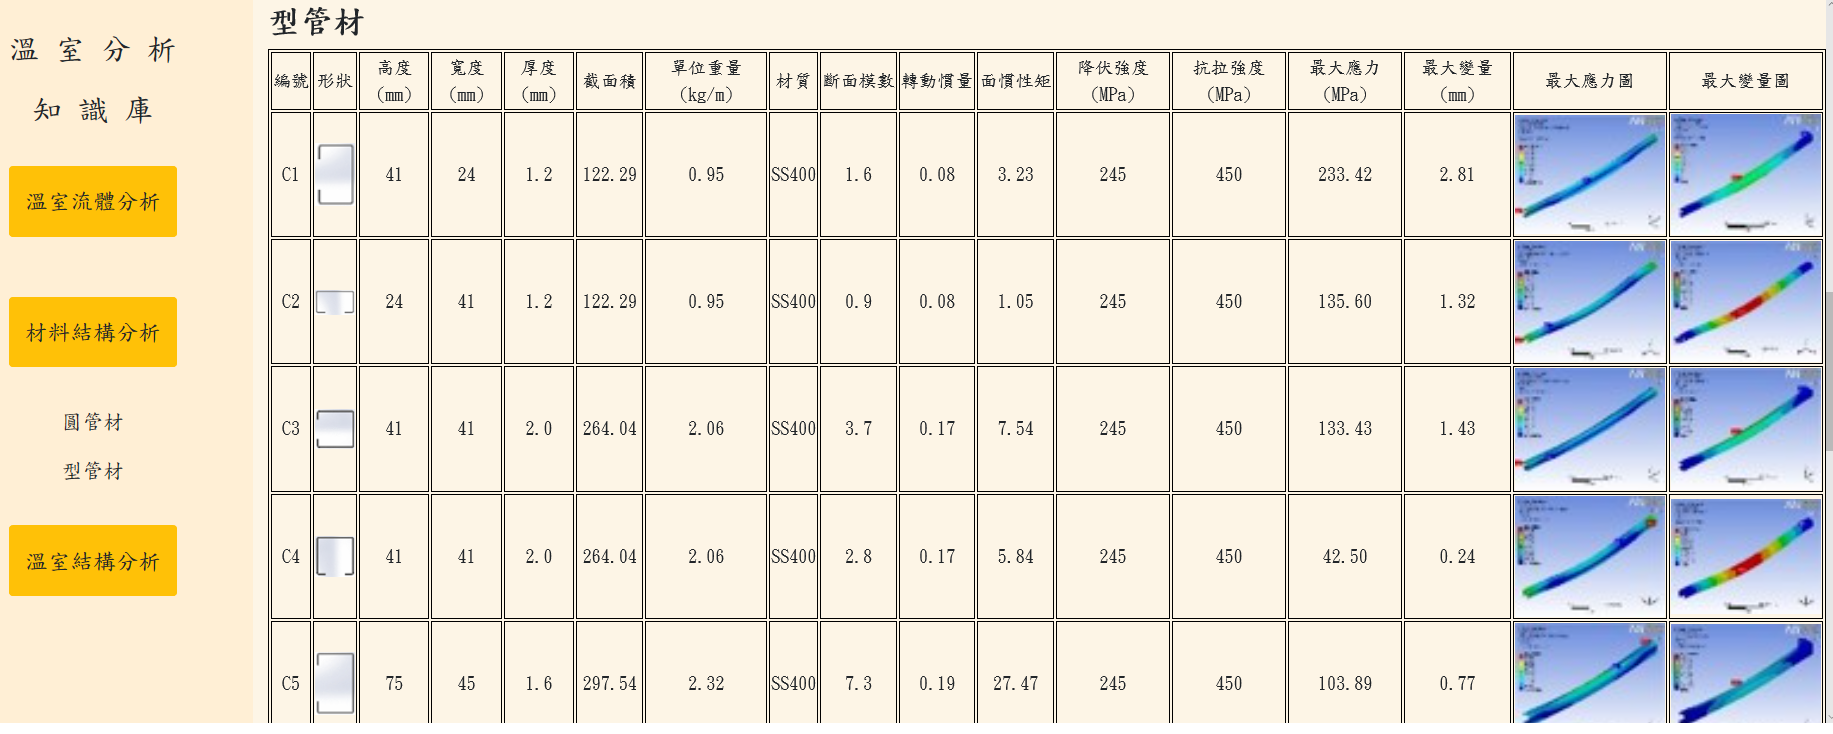 溫室分析
知識庫
溫室流體分析
材料結構分析
圓管材
型管材
溫室結構分析
型管材
編號 形狀 高度(mm) 寬度(mm) 厚度(mm) 截面積 單位重量(kg/m) 材質 斷面模數 轉動慣量 面慣性矩 降伏強度(MPa) 抗拉強度(MPa) 最大應力(MPa) 最大變量(mm) 最大應力圖 最大變量圖
C1 41 24 1.2 122.29 0.95 SS400 1.6 0.08 3.23 245 450 233.42 2.81
C2 24 41 1.2 122.29 0.95 SS400 0.9 0.08 1.05 245 450 135.60 1.32
C3 41 41 2.0 264.04 2.06 SS400 3.7 0.17 7.54 245 450 133.43 1.43
C4 41 41 2.0 264.04 2.06 SS400 2.8 0.17 5.84 245 450 42.50 0.24
C5 75 45 1.6 297.54 2.32 SS400 7.3 0.19 27.47 245 450 103.89 0.77